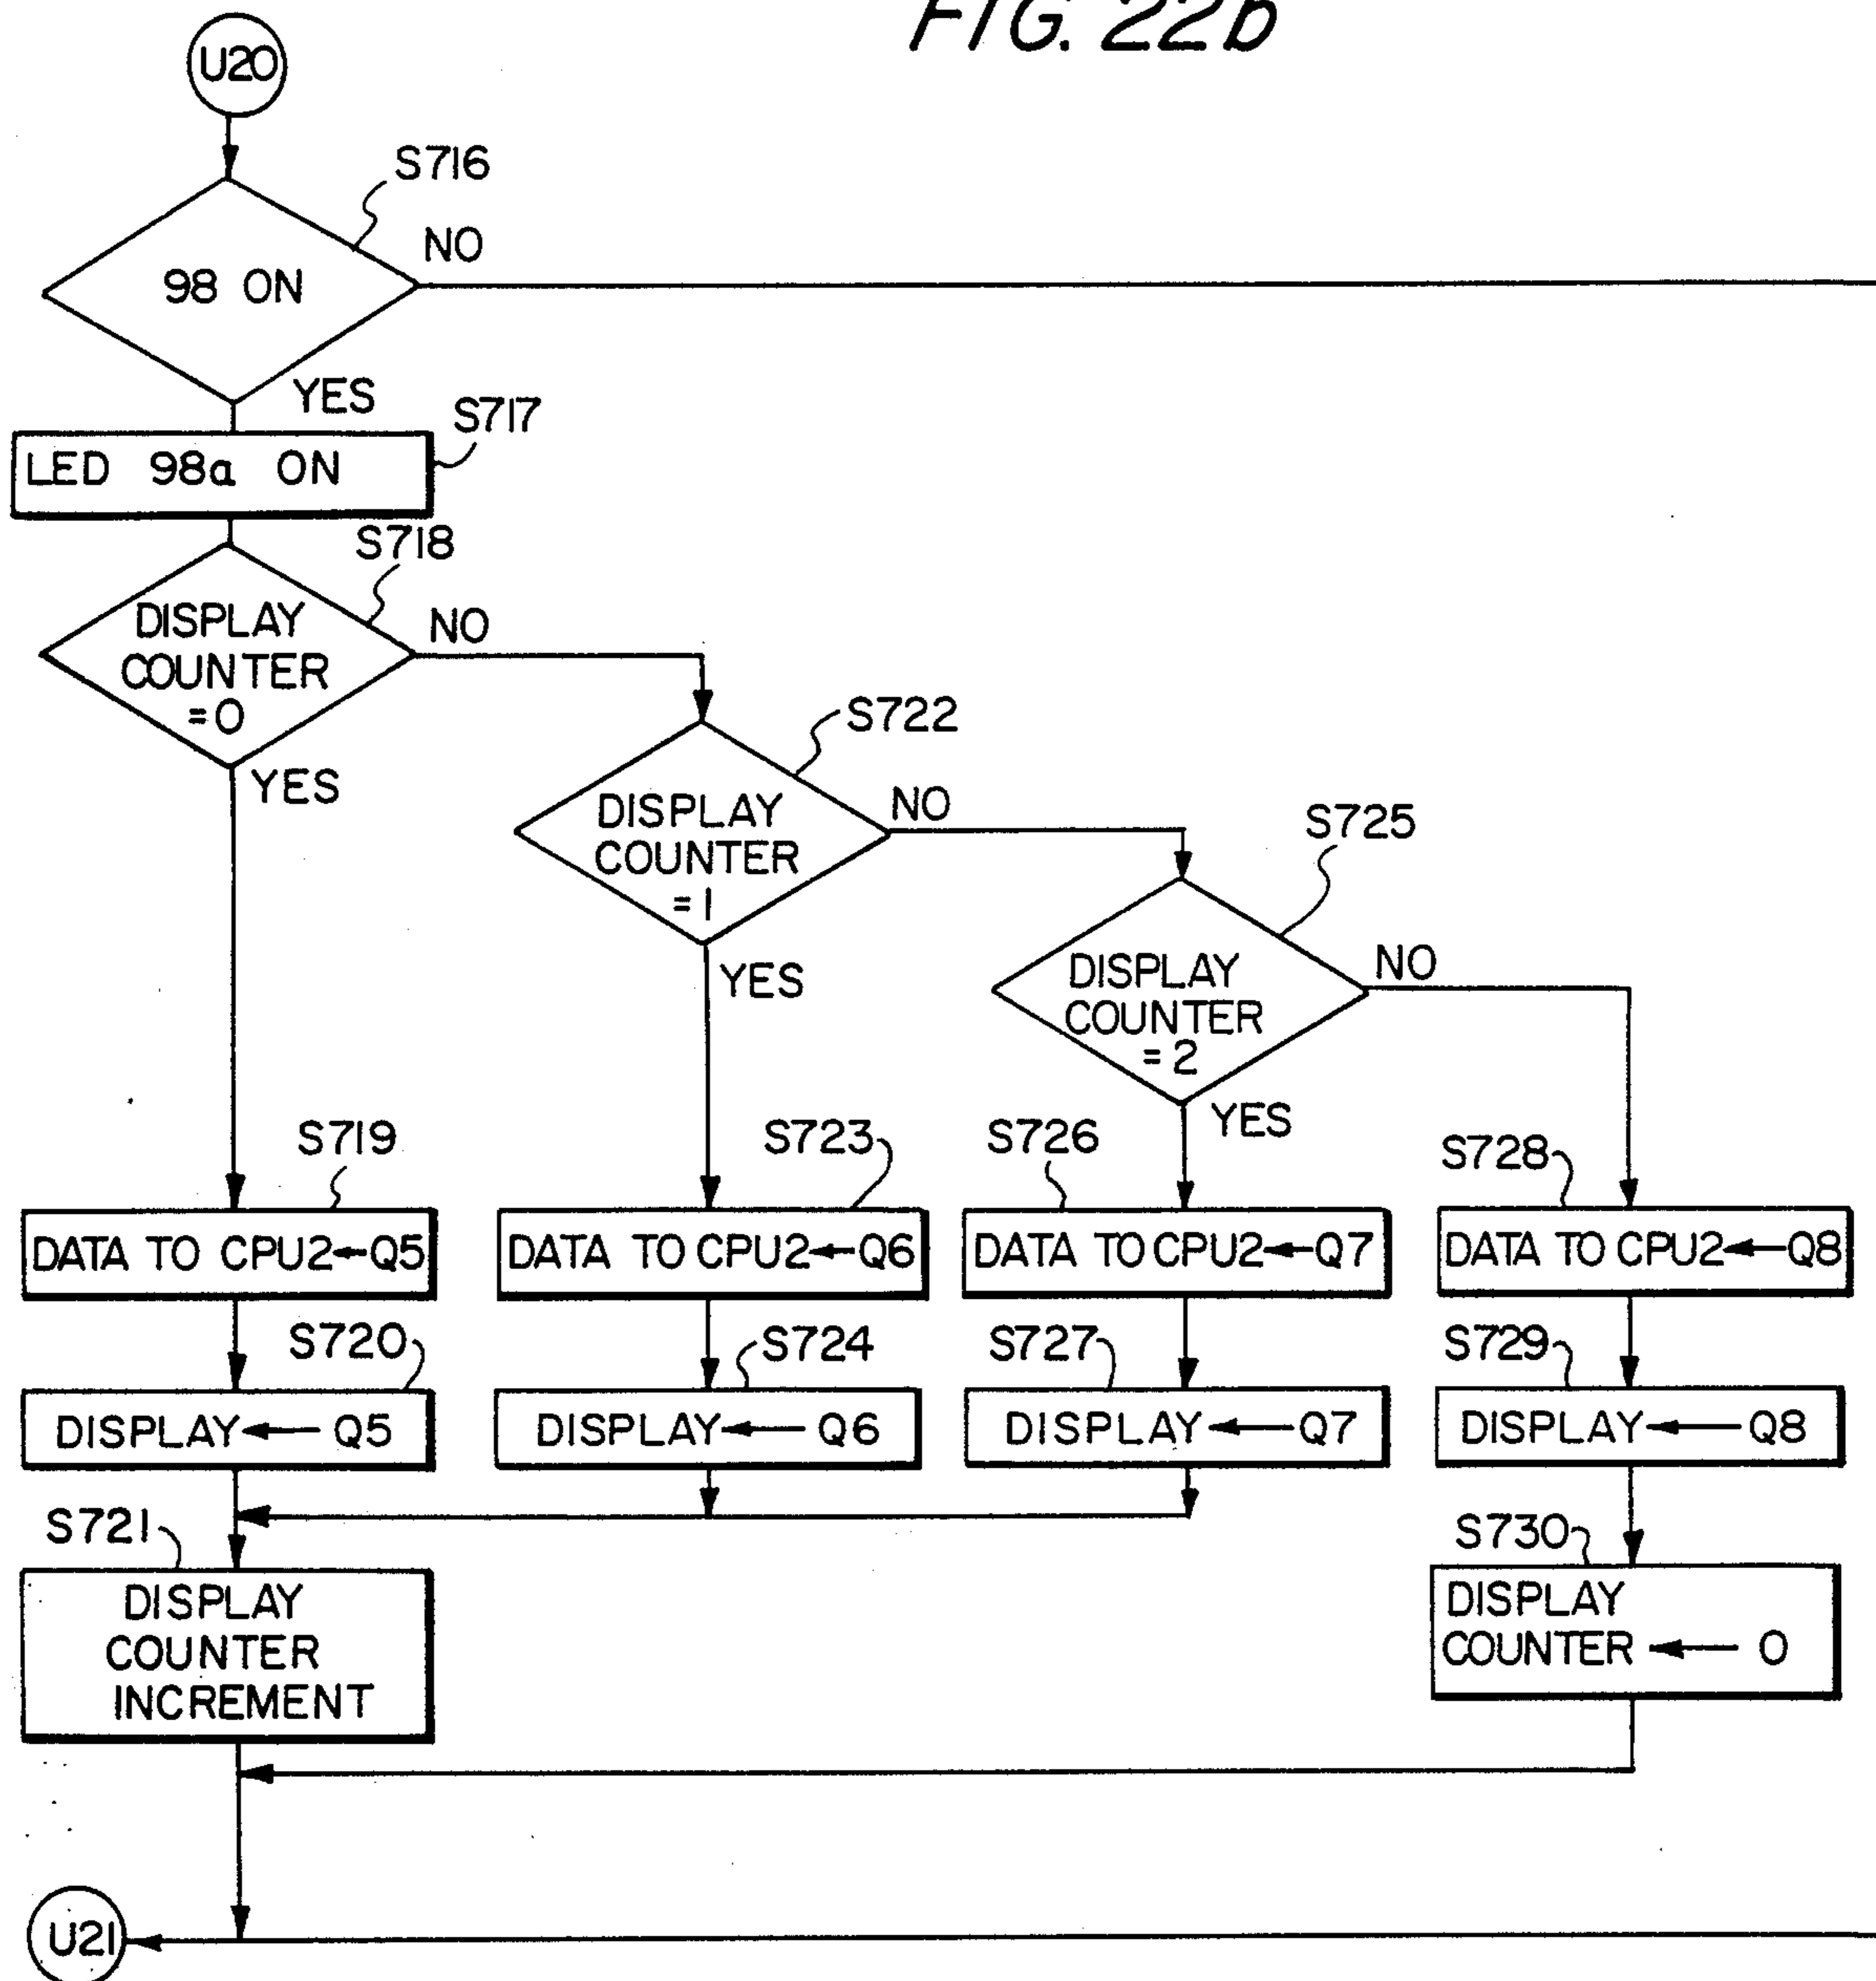 FIG. 22b
U20
S716
98 ON
NO
YES
S717
LED 98a ON
S718
DISPLAY
COUNTER
=0
NO
YES
S722
DISPLAY
COUNTER
=1
NO
YES
S725
DISPLAY
COUNTER
=2
NO
YES
S719
S723
S726
S728
DATA TO CPU2←Q5
DATA TO CPU2←Q6
DATA TO CPU2←Q7
DATA TO CPU2←Q8
S720
S724
S727
S729
DISPLAY← Q5
DISPLAY← Q6
DISPLAY←Q7
DISPLAY←Q8
S721
S730
DISPLAY
COUNTER
INCREMENT
DISPLAY
COUNTER ← 0
U21